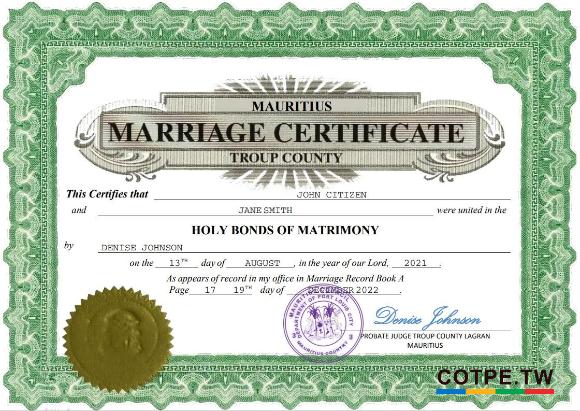 MAURITIUS
MARRIAGE CERTIFICATE
TROUP COUNTY
This Certifies that JOHN CITIZEN
and JANE SMITH were united in the
HOLY BONDS OF MATRIMONY
by DENISE JOHNSON
on the 13TH day of AUGUST , in the year of our Lord, 2021 .
As appears of record in my office in Marriage Record Book A
Page 17 19TH day of DECEMBER 2022 .
DEPARTMENT OF PORT LOUIS CITY
MAURITIUS COUNTRY
Denise Johnson
PROBATE JUDGE TROUP COUNTY LAGRAN
MAURITIUS
COTPE.TW